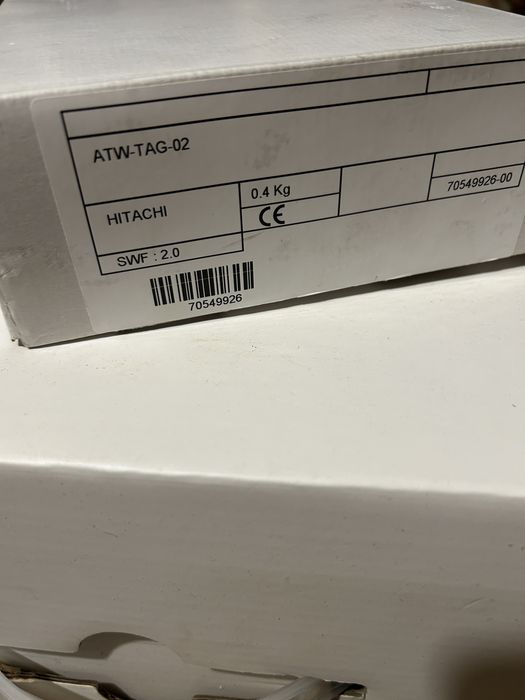 ATW-TAG-02
HITACHI
0.4 Kg
CE
70549926-00
SWF : 2.0
70549926